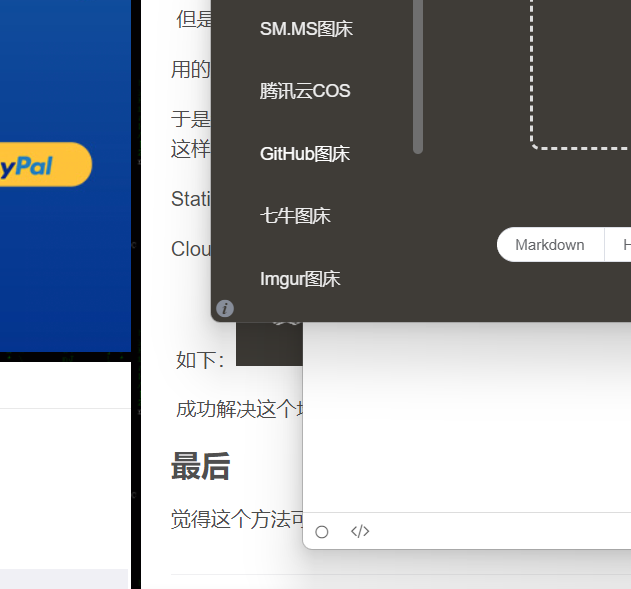 yPal
但是
用的
于是
这样
Stati
Clou
如下：
成功解决这个
最后
觉得这个方法可
SM.MS图床
腾讯云COS
GitHub图床
七牛图床
Imgur图床
Markdown
H